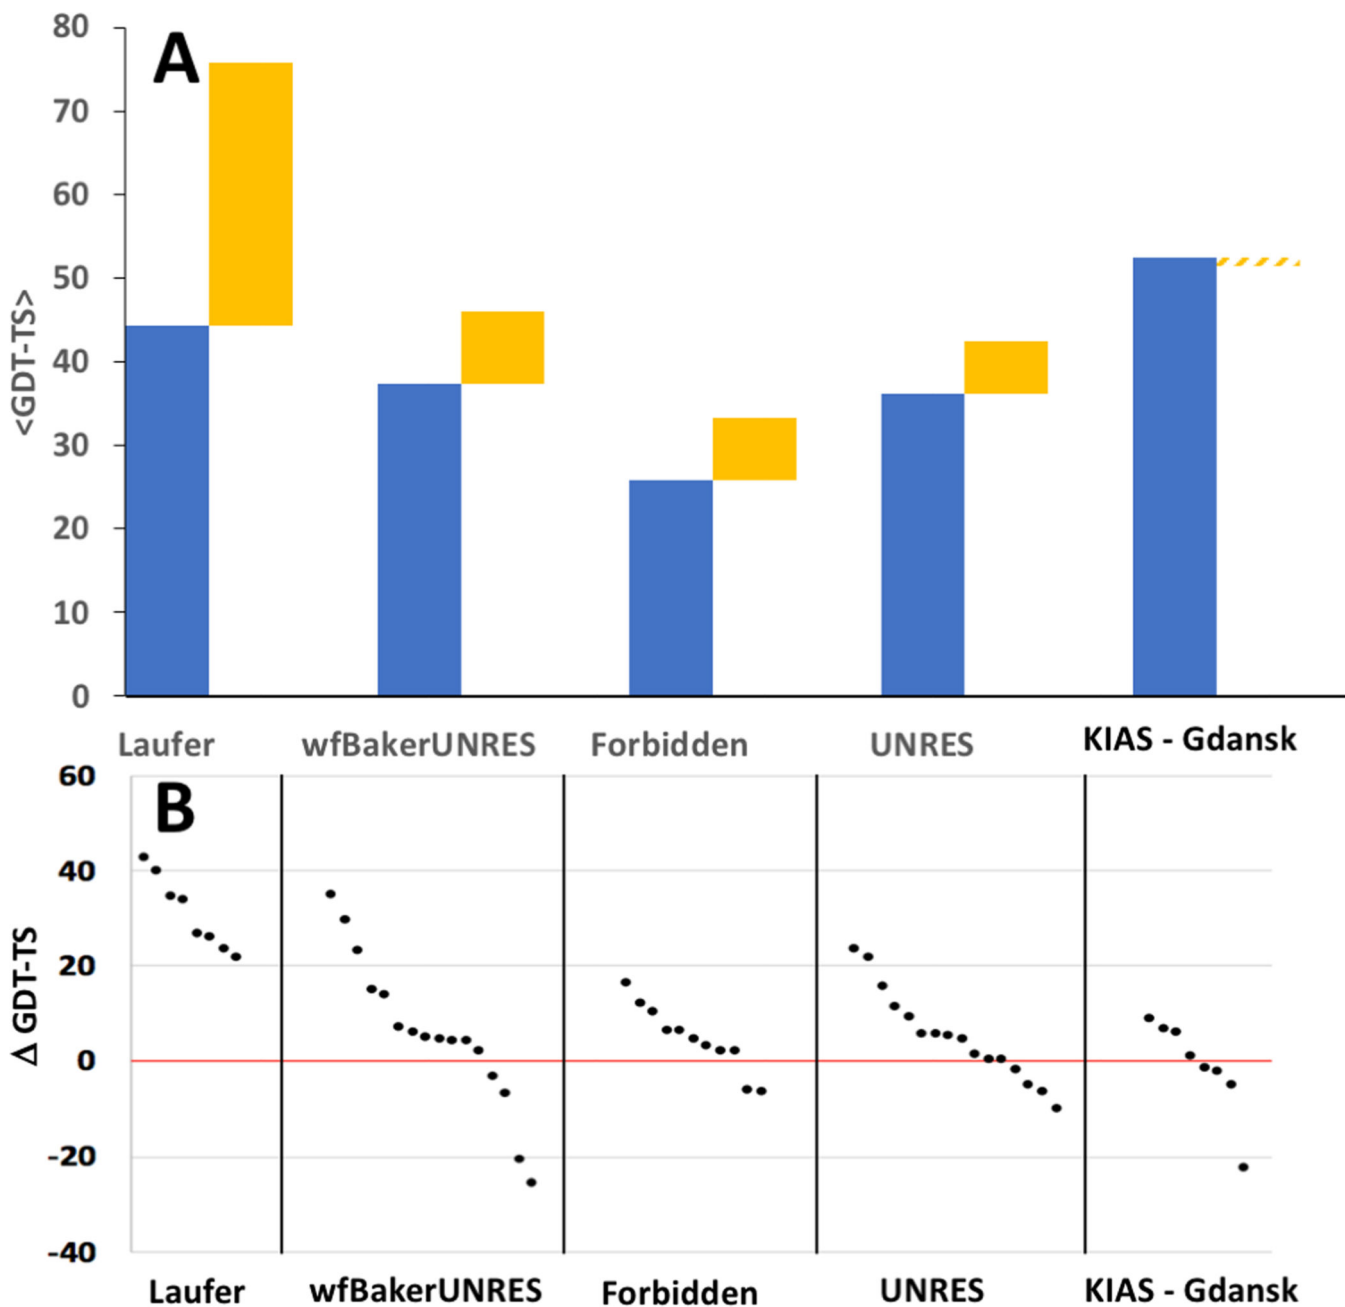 A
80
70
60
50
40
30
20
10
0
<GDT-TS>
Laufer wfBakerUNRES Forbidden UNRES KIAS - Gdansk
B
60
40
20
0
-20
-40
Δ GDT-TS
Laufer wfBakerUNRES Forbidden UNRES KIAS - Gdansk